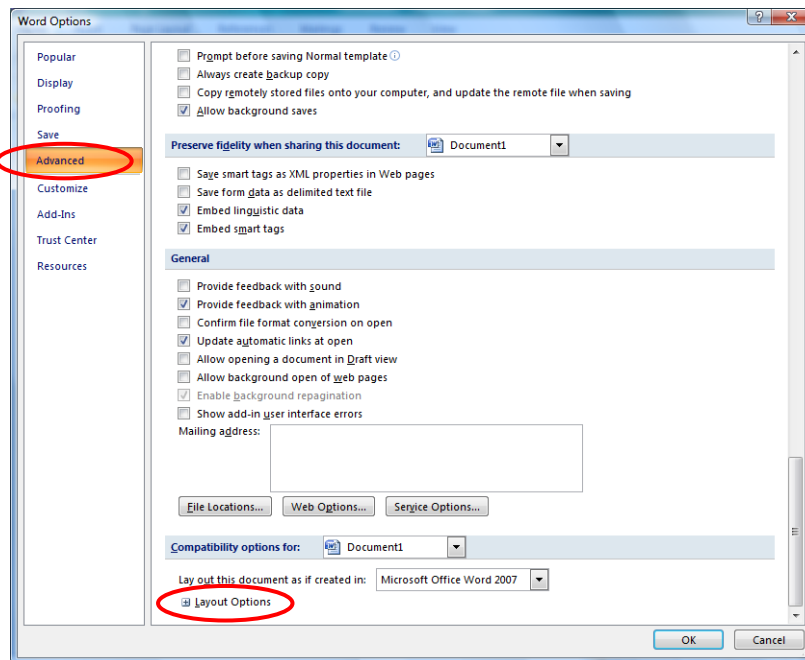 Word Options
Popular
Display
Proofing
Save
Advanced
Customize
Add-Ins
Trust Center
Resources
Prompt before saving Normal template
Always create backup copy
Copy remotely stored files onto your computer, and update the remote file when saving
Allow background saves
Preserve fidelity when sharing this document: Document1
Save smart tags as XML properties in Web pages
Save form data as delimited text file
Embed linguistic data
Embed smart tags
General
Provide feedback with sound
Provide feedback with animation
Confirm file format conversion on open
Update automatic links at open
Allow opening a document in Draft view
Allow background open of web pages
Enable background repagination
Show add-in user interface errors
Mailing address:
File Locations... Web Options... Service Options...
Compatibility options for: Document1
Lay out this document as if created in: Microsoft Office Word 2007
Layout Options
OK Cancel